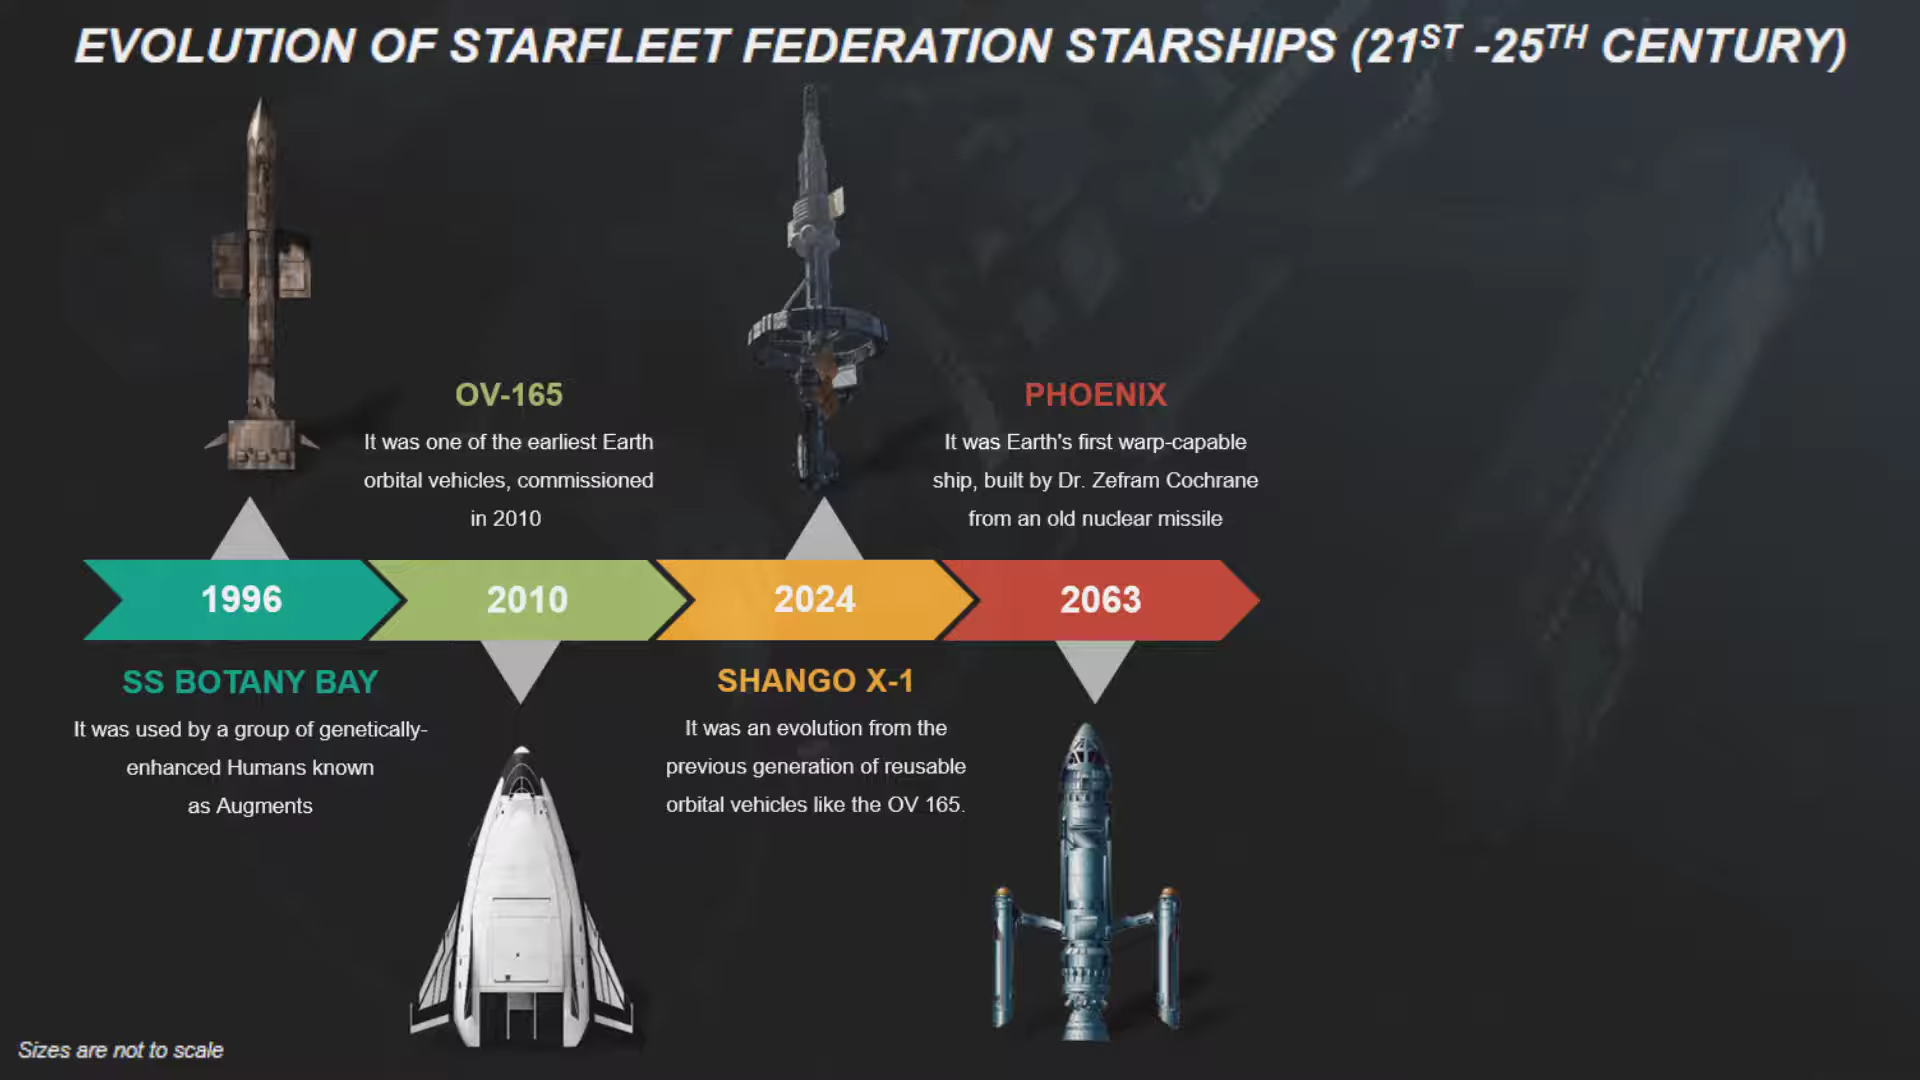 EVOLUTION OF STARFLEET FEDERATION STARSHIPS (21ST -25TH CENTURY)
OV-165
It was one of the earliest Earth
orbital vehicles, commissioned
in 2010
PHOENIX
It was Earth's first warp-capable
ship, built by Dr. Zefram Cochrane
from an old nuclear missile
1996
2010
2024
2063
SS BOTANY BAY
It was used by a group of genetically-
enhanced Humans known
as Augments
SHANGO X-1
It was an evolution from the
previous generation of reusable
orbital vehicles like the OV 165.
Sizes are not to scale